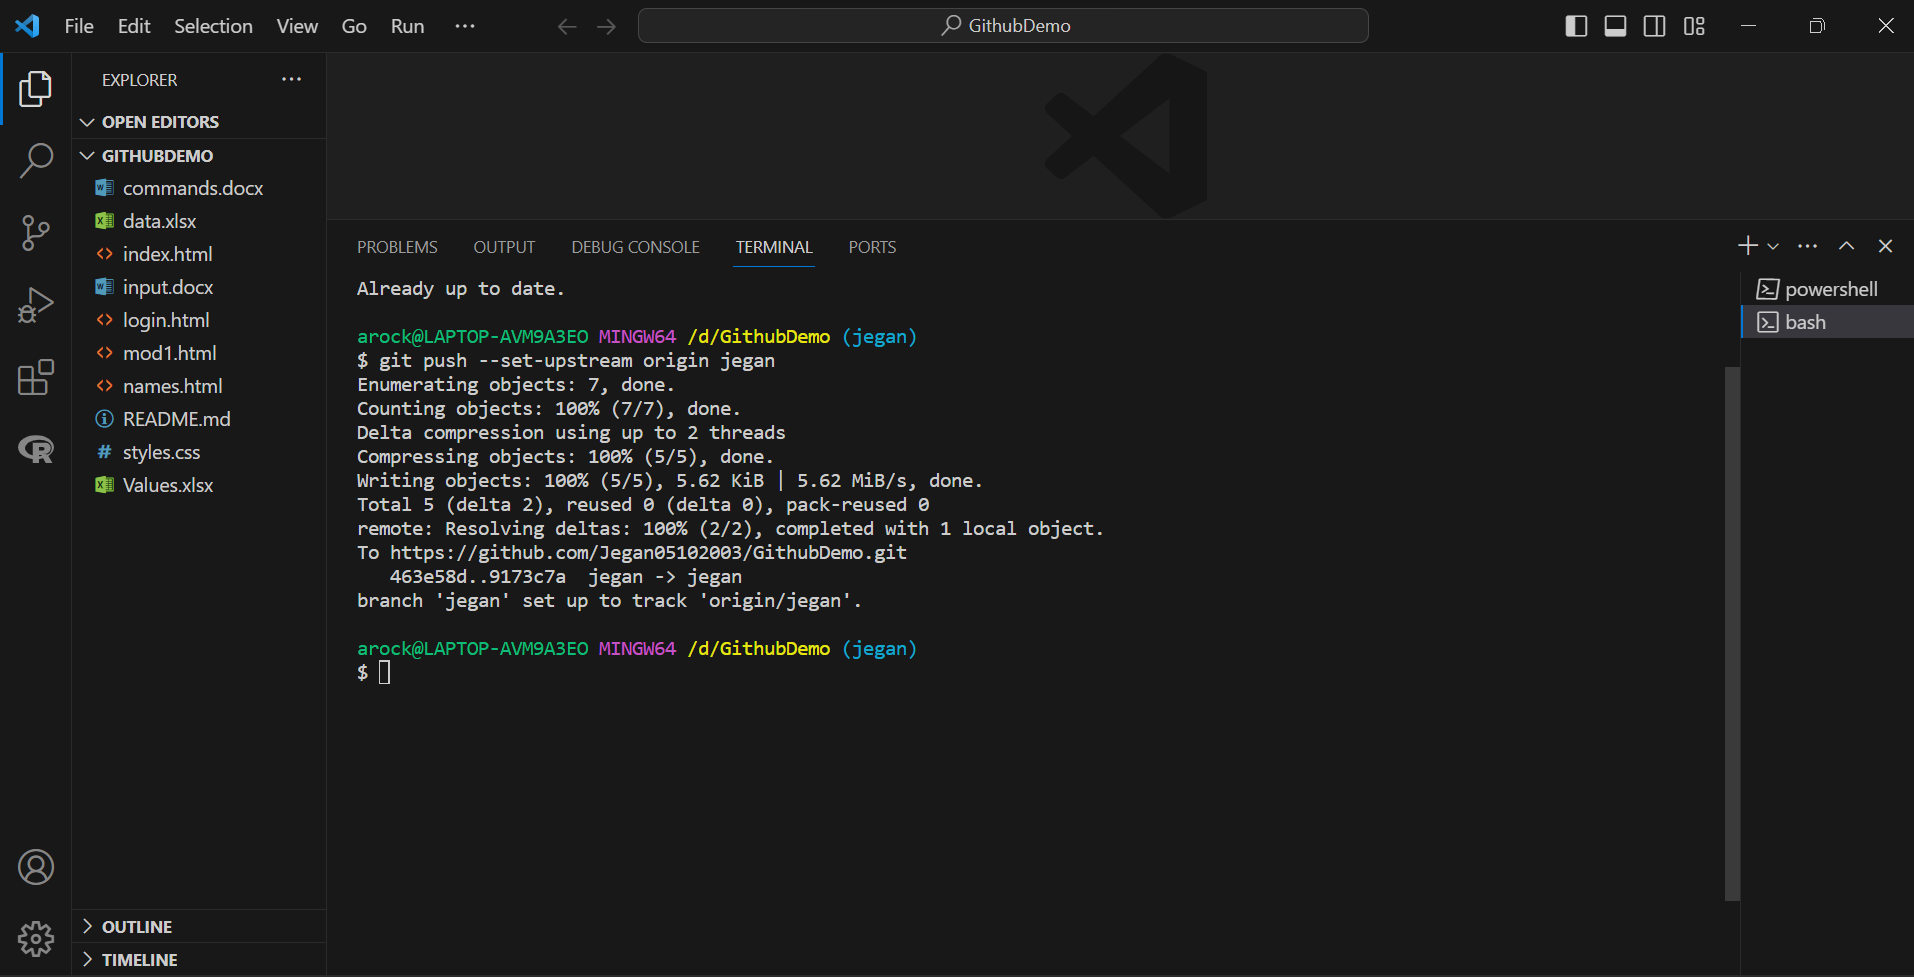 File Edit Selection View Go Run ···
GithubDemo
EXPLORER
OPEN EDITORS
GITHUBDEMO
commands.docx
data.xlsx
index.html
input.docx
login.html
mod1.html
names.html
README.md
styles.css
Values.xlsx
OUTLINE
TIMELINE
PROBLEMS OUTPUT DEBUG CONSOLE TERMINAL PORTS
Already up to date.
arock@LAPTOP-AVM9A3EO MINGW64 /d/GithubDemo (jegan)
$ git push --set-upstream origin jegan
Enumerating objects: 7, done.
Counting objects: 100% (7/7), done.
Delta compression using up to 2 threads
Compressing objects: 100% (5/5), done.
Writing objects: 100% (5/5), 5.62 KiB | 5.62 MiB/s, done.
Total 5 (delta 2), reused 0 (delta 0), pack-reused 0
remote: Resolving deltas: 100% (2/2), completed with 1 local object.
To https://github.com/Jegan05102003/GithubDemo.git
   463e58d..9173c7a  jegan -> jegan
branch 'jegan' set up to track 'origin/jegan'.
arock@LAPTOP-AVM9A3EO MINGW64 /d/GithubDemo (jegan)
$
powershell
bash